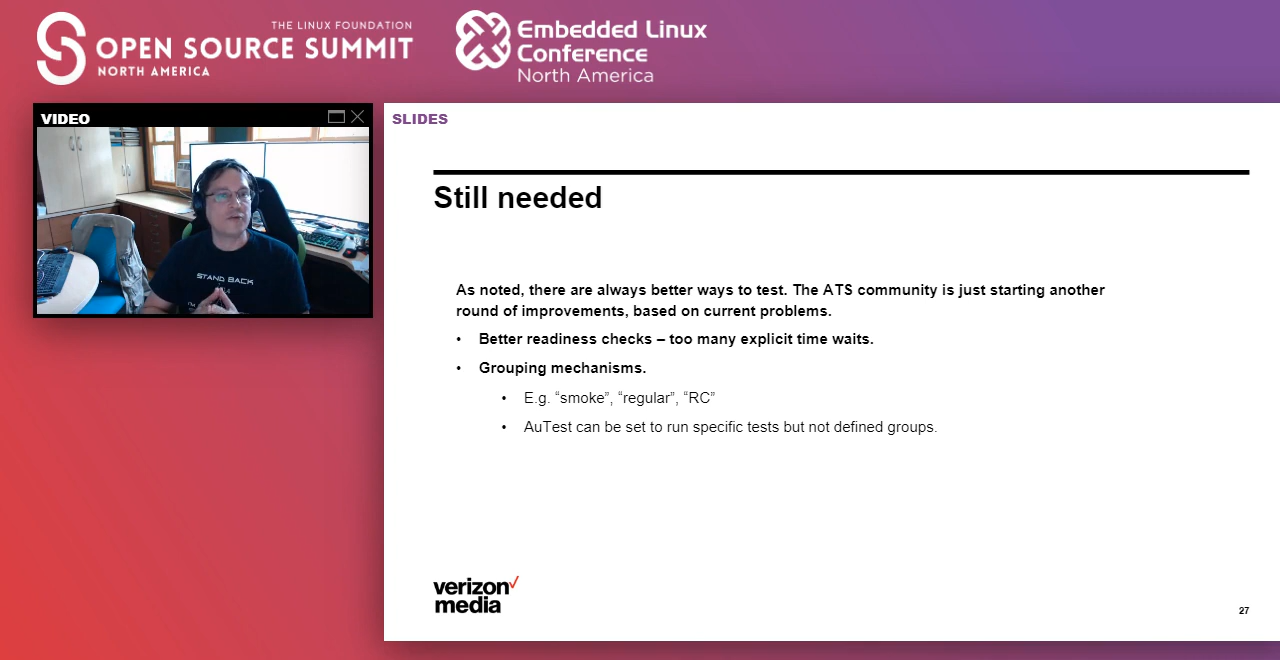 THE LINUX FOUNDATION
OPEN SOURCE SUMMIT
NORTH AMERICA
Embedded Linux
Conference
North America
VIDEO
STAND BACK
SLIDES
Still needed
As noted, there are always better ways to test. The ATS community is just starting another
round of improvements, based on current problems.
• Better readiness checks – too many explicit time waits.
• Grouping mechanisms.
• E.g. “smoke”, “regular”, “RC”
• AuTest can be set to run specific tests but not defined groups.
verizon
media
27